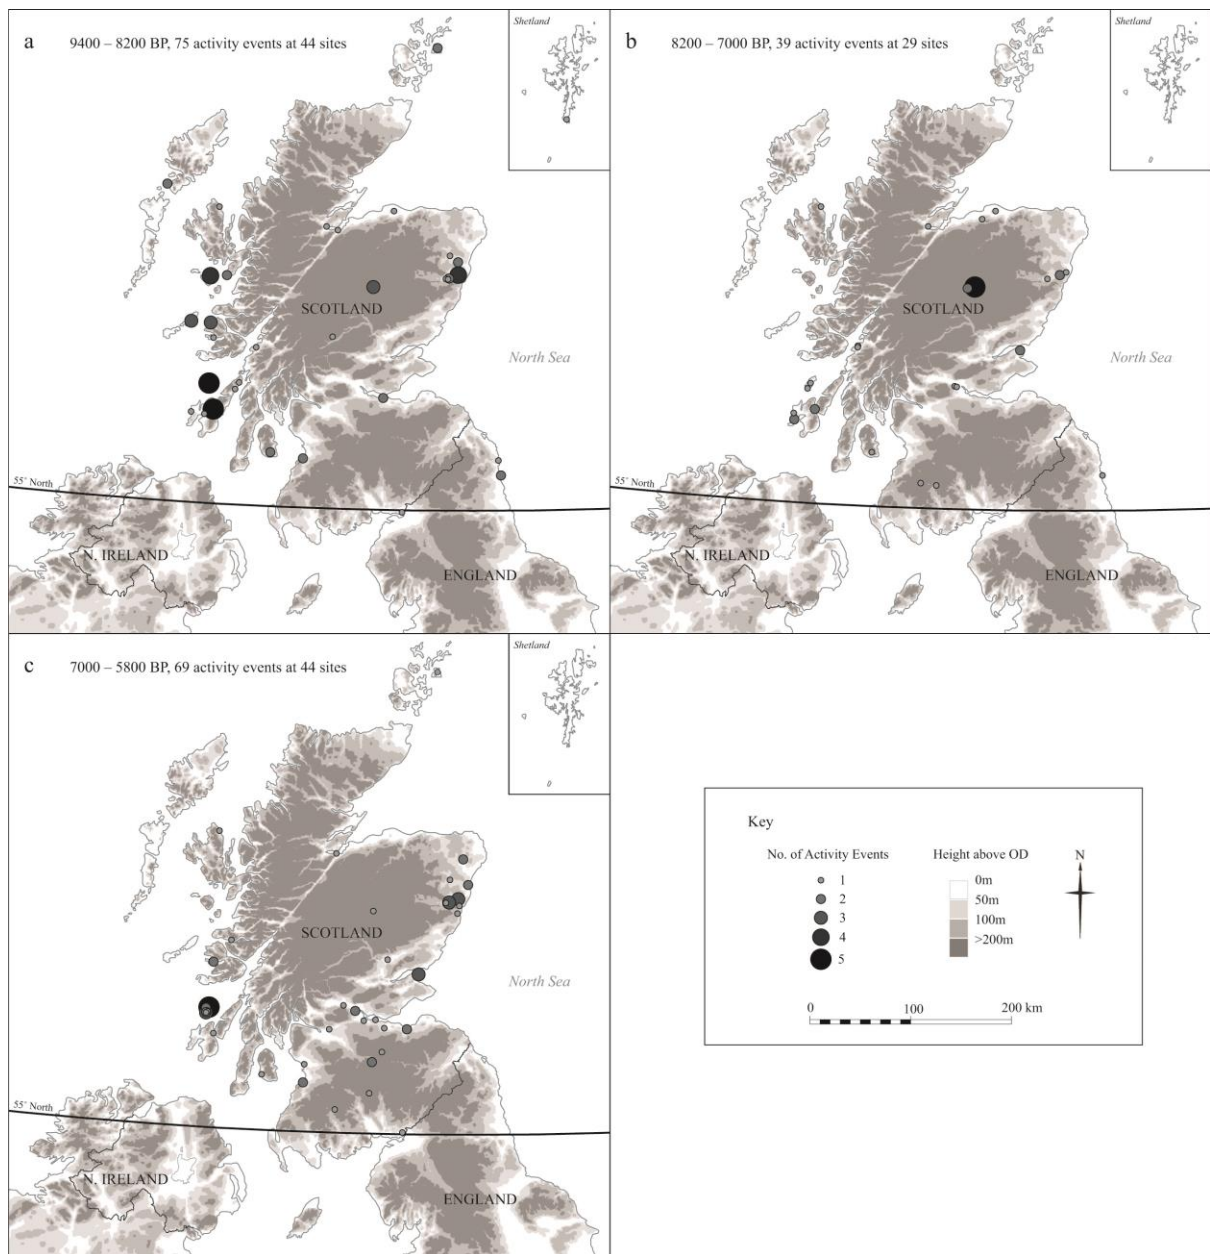 a 9400 – 8200 BP, 75 activity events at 44 sites
Shetland
SCOTLAND
North Sea
55° North
N. IRELAND
ENGLAND
b 8200 – 7000 BP, 39 activity events at 29 sites
Shetland
SCOTLAND
North Sea
55° North
N. IRELAND
ENGLAND
c 7000 – 5800 BP, 69 activity events at 44 sites
Shetland
SCOTLAND
North Sea
55° North
N. IRELAND
ENGLAND
Key
No. of Activity Events
1
2
3
4
5
Height above OD
0m
50m
100m
>200m
N
0 100 200 km